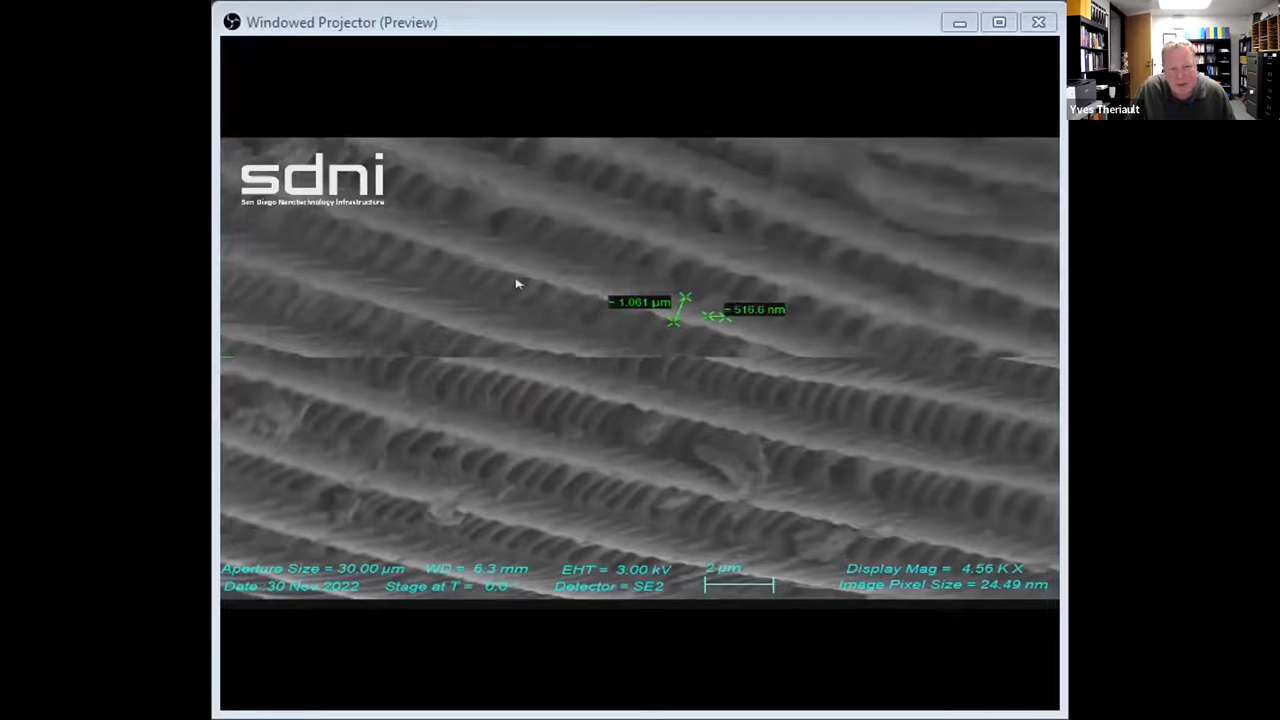 Windowed Projector (Preview)
Yves Theriault
sdni
San Diego Nanotechnology Infrastructure
~ 1.061 µm
~ 516.6 nm
Aperture Size = 30.00 µm WD = 6.3 mm EHT = 3.00 kV 2 µm Display Mag = 4.56 K X
Date: 30 Nov 2022 Stage at T = 0.0° Detector = SE2 Image Pixel Size = 24.49 nm